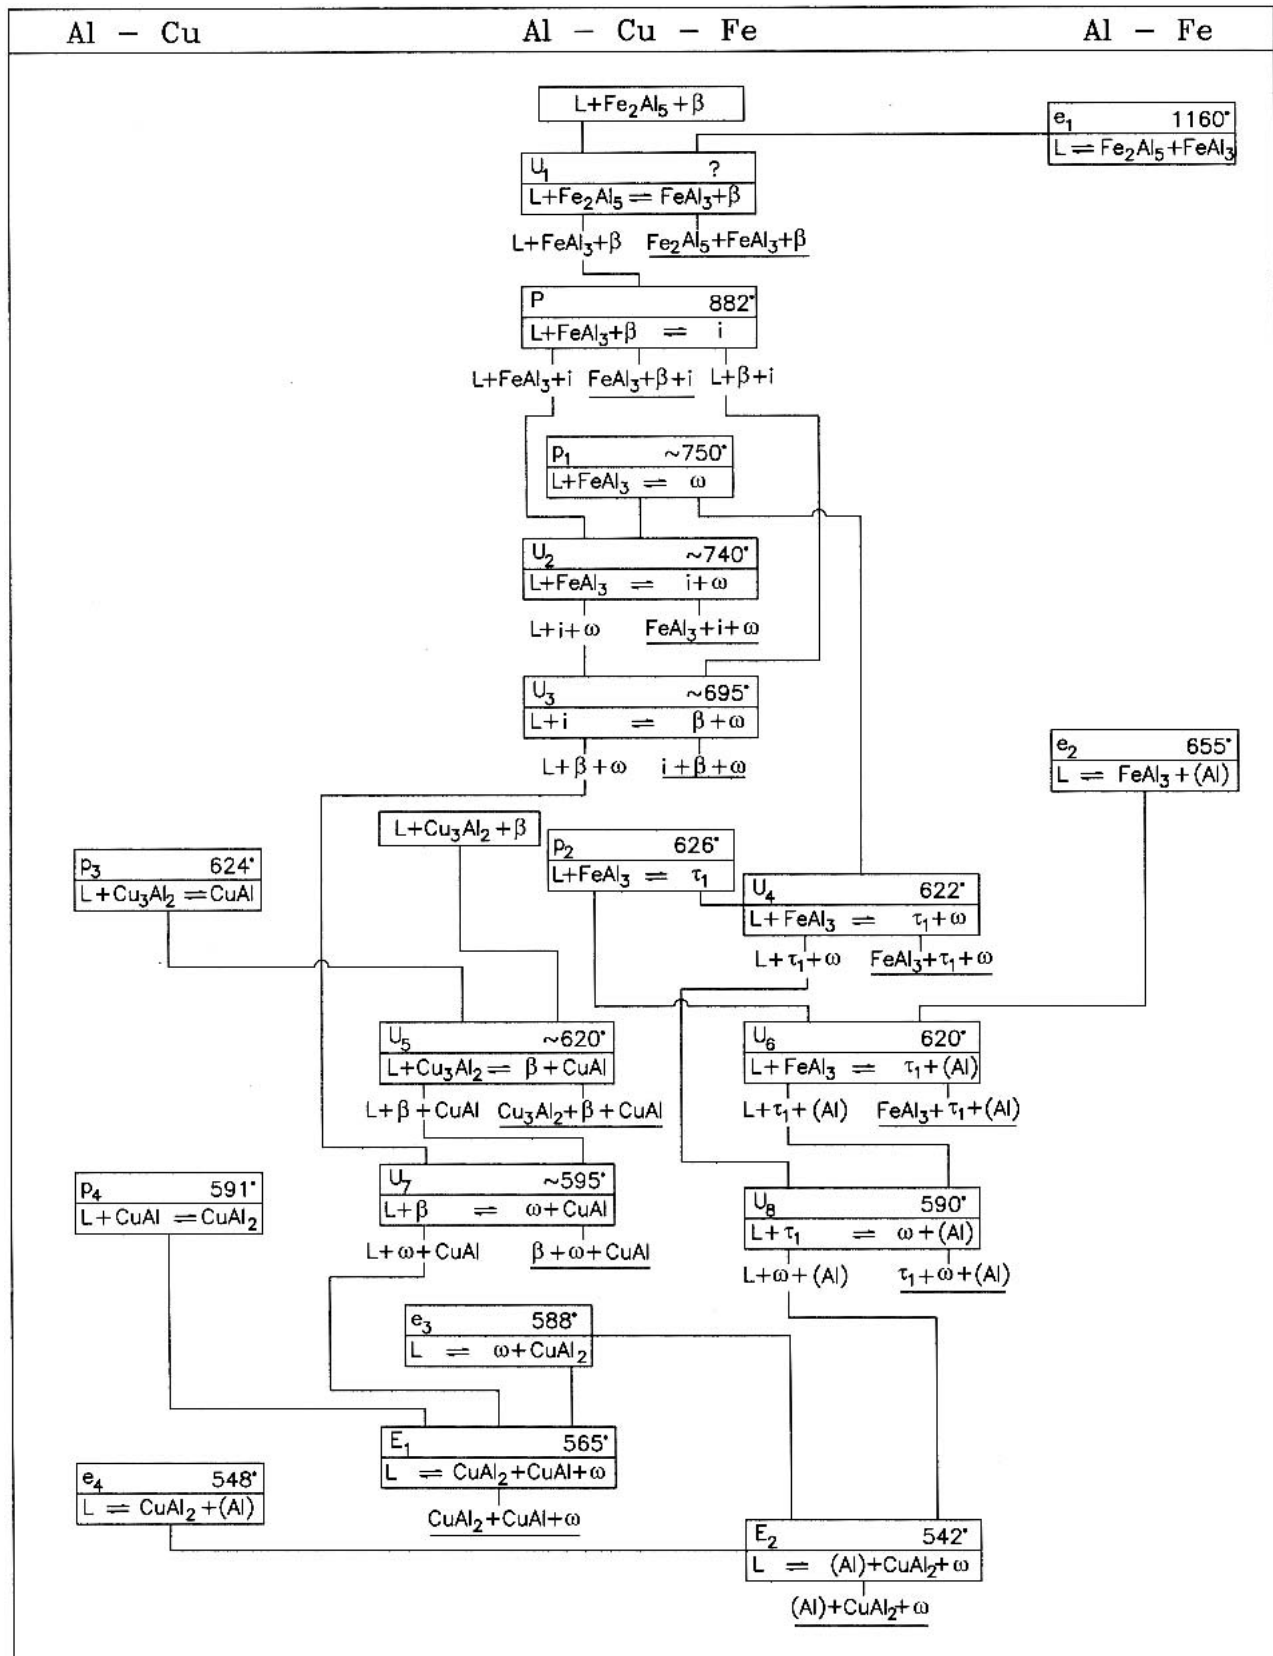 Al – Cu
Al – Cu – Fe
Al – Fe
L+Fe₂Al₅+β
e₁ 1160°
L ⇌ Fe₂Al₅+FeAl₃
U₁ ?
L+Fe₂Al₅ ⇌ FeAl₃+β
L+FeAl₃+β
Fe₂Al₅+FeAl₃+β
P 882°
L+FeAl₃+β ⇌ i
L+FeAl₃+i
FeAl₃+β+i
L+β+i
p₁ ~750°
L+FeAl₃ ⇌ ω
U₂ ~740°
L+FeAl₃ ⇌ i+ω
L+i+ω
FeAl₃+i+ω
U₃ ~695°
L+i ⇌ β+ω
L+β+ω
i+β+ω
e₂ 655°
L ⇌ FeAl₃+(Al)
L+Cu₃Al₂+β
p₃ 624°
L+Cu₃Al₂ ⇌ CuAl
p₂ 626°
L+FeAl₃ ⇌ τ₁
U₄ 622°
L+FeAl₃ ⇌ τ₁+ω
L+τ₁+ω
FeAl₃+τ₁+ω
U₅ ~620°
L+Cu₃Al₂ ⇌ β+CuAl
L+β+CuAl
Cu₃Al₂+β+CuAl
U₆ 620°
L+FeAl₃ ⇌ τ₁+(Al)
L+τ₁+(Al)
FeAl₃+τ₁+(Al)
p₄ 591°
L+CuAl ⇌ CuAl₂
U₇ ~595°
L+β ⇌ ω+CuAl
L+ω+CuAl
β+ω+CuAl
U₈ 590°
L+τ₁ ⇌ ω+(Al)
L+ω+(Al)
τ₁+ω+(Al)
e₃ 588°
L ⇌ ω+CuAl₂
E₁ 565°
L ⇌ CuAl₂+CuAl+ω
CuAl₂+CuAl+ω
e₄ 548°
L ⇌ CuAl₂+(Al)
E₂ 542°
L ⇌ (Al)+CuAl₂+ω
(Al)+CuAl₂+ω